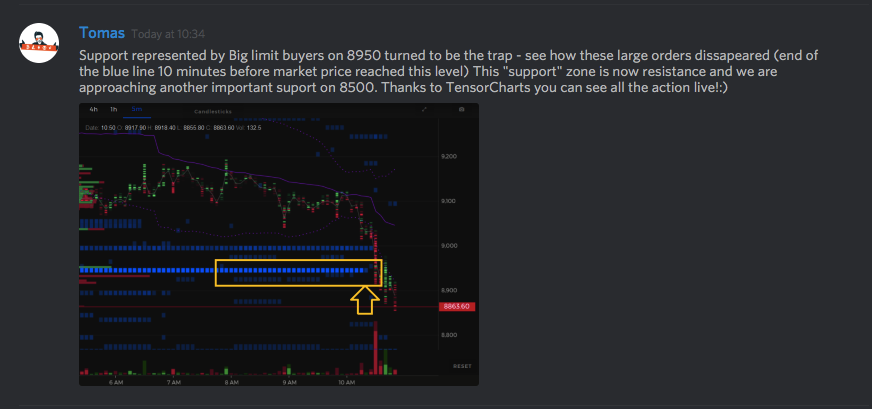 Tomas Today at 10:34
Support represented by Big limit buyers on 8950 turned to be the trap - see how these large orders dissapeared (end of
the blue line 10 minutes before market price reached this level) This "support" zone is now resistance and we are
approaching another important suport on 8500. Thanks to TensorCharts you can see all the action live!:)
4h 1h 5m Candlesticks
Date: 10:50 O: 8917.90 H: 8918.40 L: 8855.80 C: 8863.60 Vol: 132.5
9,200
9,100
9,000
8,900
8863.60
8,800
RESET
6 AM 7 AM 8 AM 9 AM 10 AM